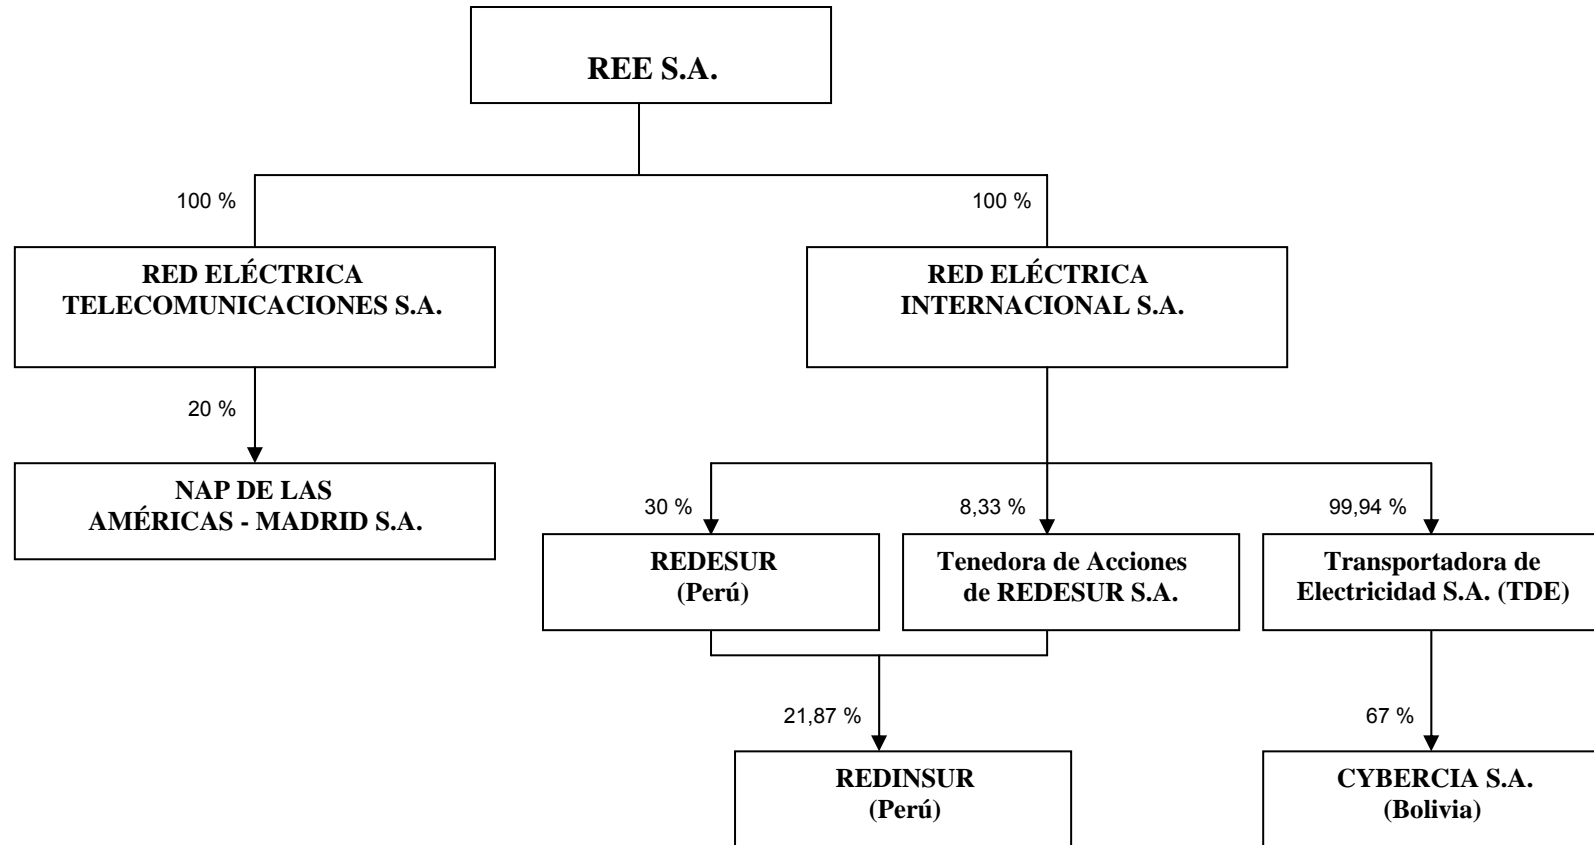 REE S.A.
100 %
100 %
RED ELÉCTRICA
TELECOMUNICACIONES S.A.
RED ELÉCTRICA
INTERNACIONAL S.A.
20 %
NAP DE LAS
AMÉRICAS - MADRID S.A.
30 %
8,33 %
99,94 %
REDESUR
(Perú)
Tenedora de Acciones
de REDESUR S.A.
Transportadora de
Electricidad S.A. (TDE)
21,87 %
67 %
REDINSUR
(Perú)
CYBERCIA S.A.
(Bolivia)